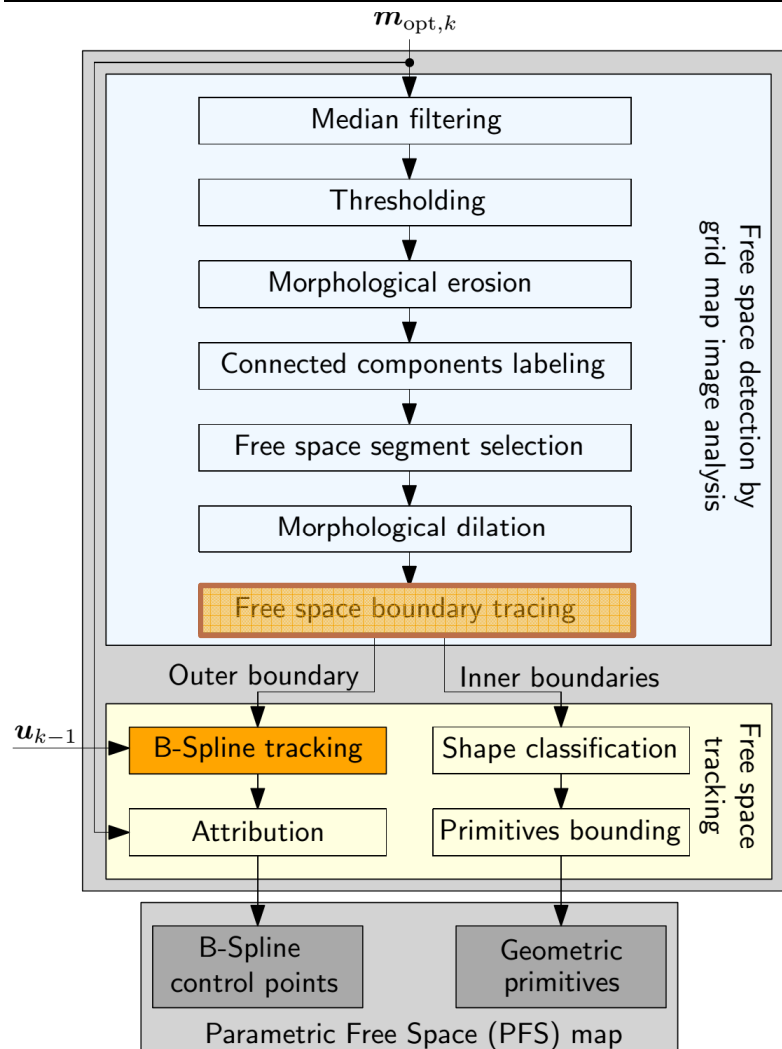 m_opt,k
Median filtering
Thresholding
Morphological erosion
Connected components labeling
Free space segment selection
Morphological dilation
Free space boundary tracing
Free space detection by
grid map image analysis
Outer boundary
Inner boundaries
u_k−1
B-Spline tracking
Shape classification
Attribution
Primitives bounding
Free space
tracking
B-Spline
control points
Geometric
primitives
Parametric Free Space (PFS) map